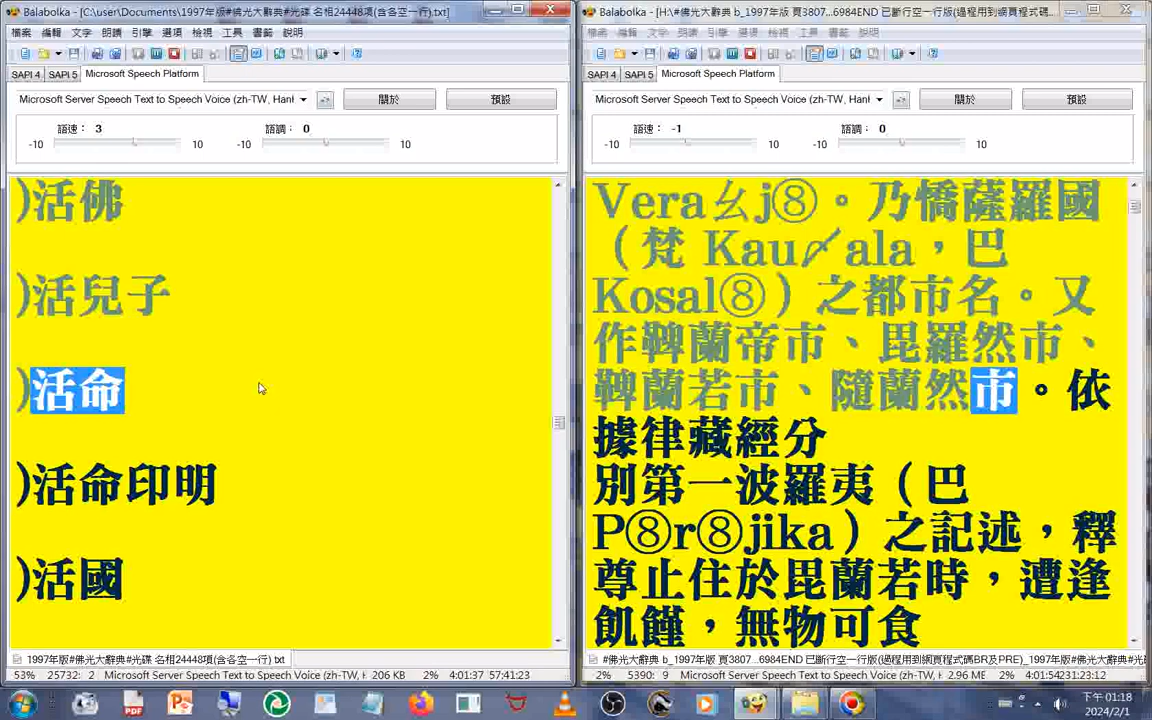 Balabolka - [C:\user\Documents\1997年版#佛光大辭典#光碟 名相24448項(含各空一行).txt]
檔案 編輯 文字 朗讀 引擎 選項 檢視 工具 書籤 說明
SAPI 4 SAPI 5 Microsoft Speech Platform
Microsoft Server Speech Text to Speech Voice (zh-TW, Hanl
關於 預設
語速： 3 語調： 0
-10 10 -10 10
)活佛
)活兒子
)活命
)活命印明
)活國
1997年版#佛光大辭典#光碟 名相24448項(含各空一行) txt
53% 25732: 2 Microsoft Server Speech Text to Speech Voice (zh-TW, H 206 KB 2% 4:01:37 57:41:23
Balabolka - [H:\#佛光大辭典 b_1997年版 頁3807...6984END 已斷行空一行版(過程用到網頁程式碼
檔案 編輯 文字 朗讀 引擎 選項 檢視 工具 書籤 說明
SAPI 4 SAPI 5 Microsoft Speech Platform
Microsoft Server Speech Text to Speech Voice (zh-TW, Hanl
關於 預設
語速： -1 語調： 0
-10 10 -10 10
Vera幺j⑧。乃憍薩羅國
（梵 Kau〆ala，巴
Kosal⑧）之都市名。又
作鞞蘭帝市、毘羅然市、
鞞蘭若市、隨蘭然市。依
據律藏經分
別第一波羅夷（巴
P⑧r⑧jika）之記述，釋
尊止住於毘蘭若時，遭逢
飢饉，無物可食
#佛光大辭典 b_1997年版 頁3807...6984END 已斷行空一行版(過程用到網頁程式碼BR及PRE)_1997年版#佛光大辭典#光
2% 5390: 9 Microsoft Server Speech Text to Speech Voice (zh-TW, H 2.96 ME 2% 4:01:54231:23:12
下午 01:18
2024/2/1